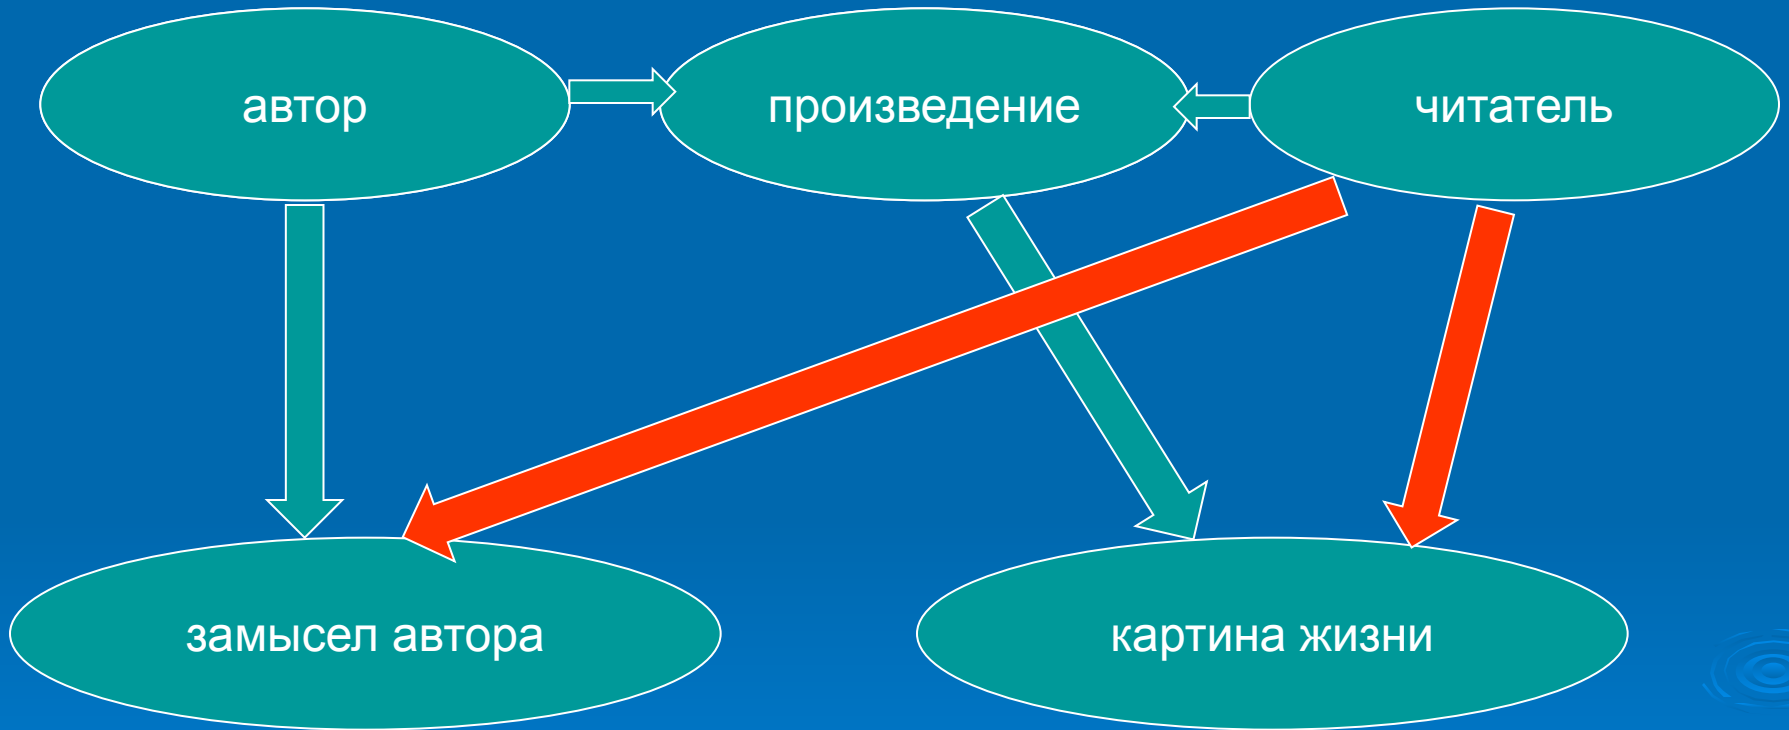 автор
произведение
читатель
замысел автора
картина жизни